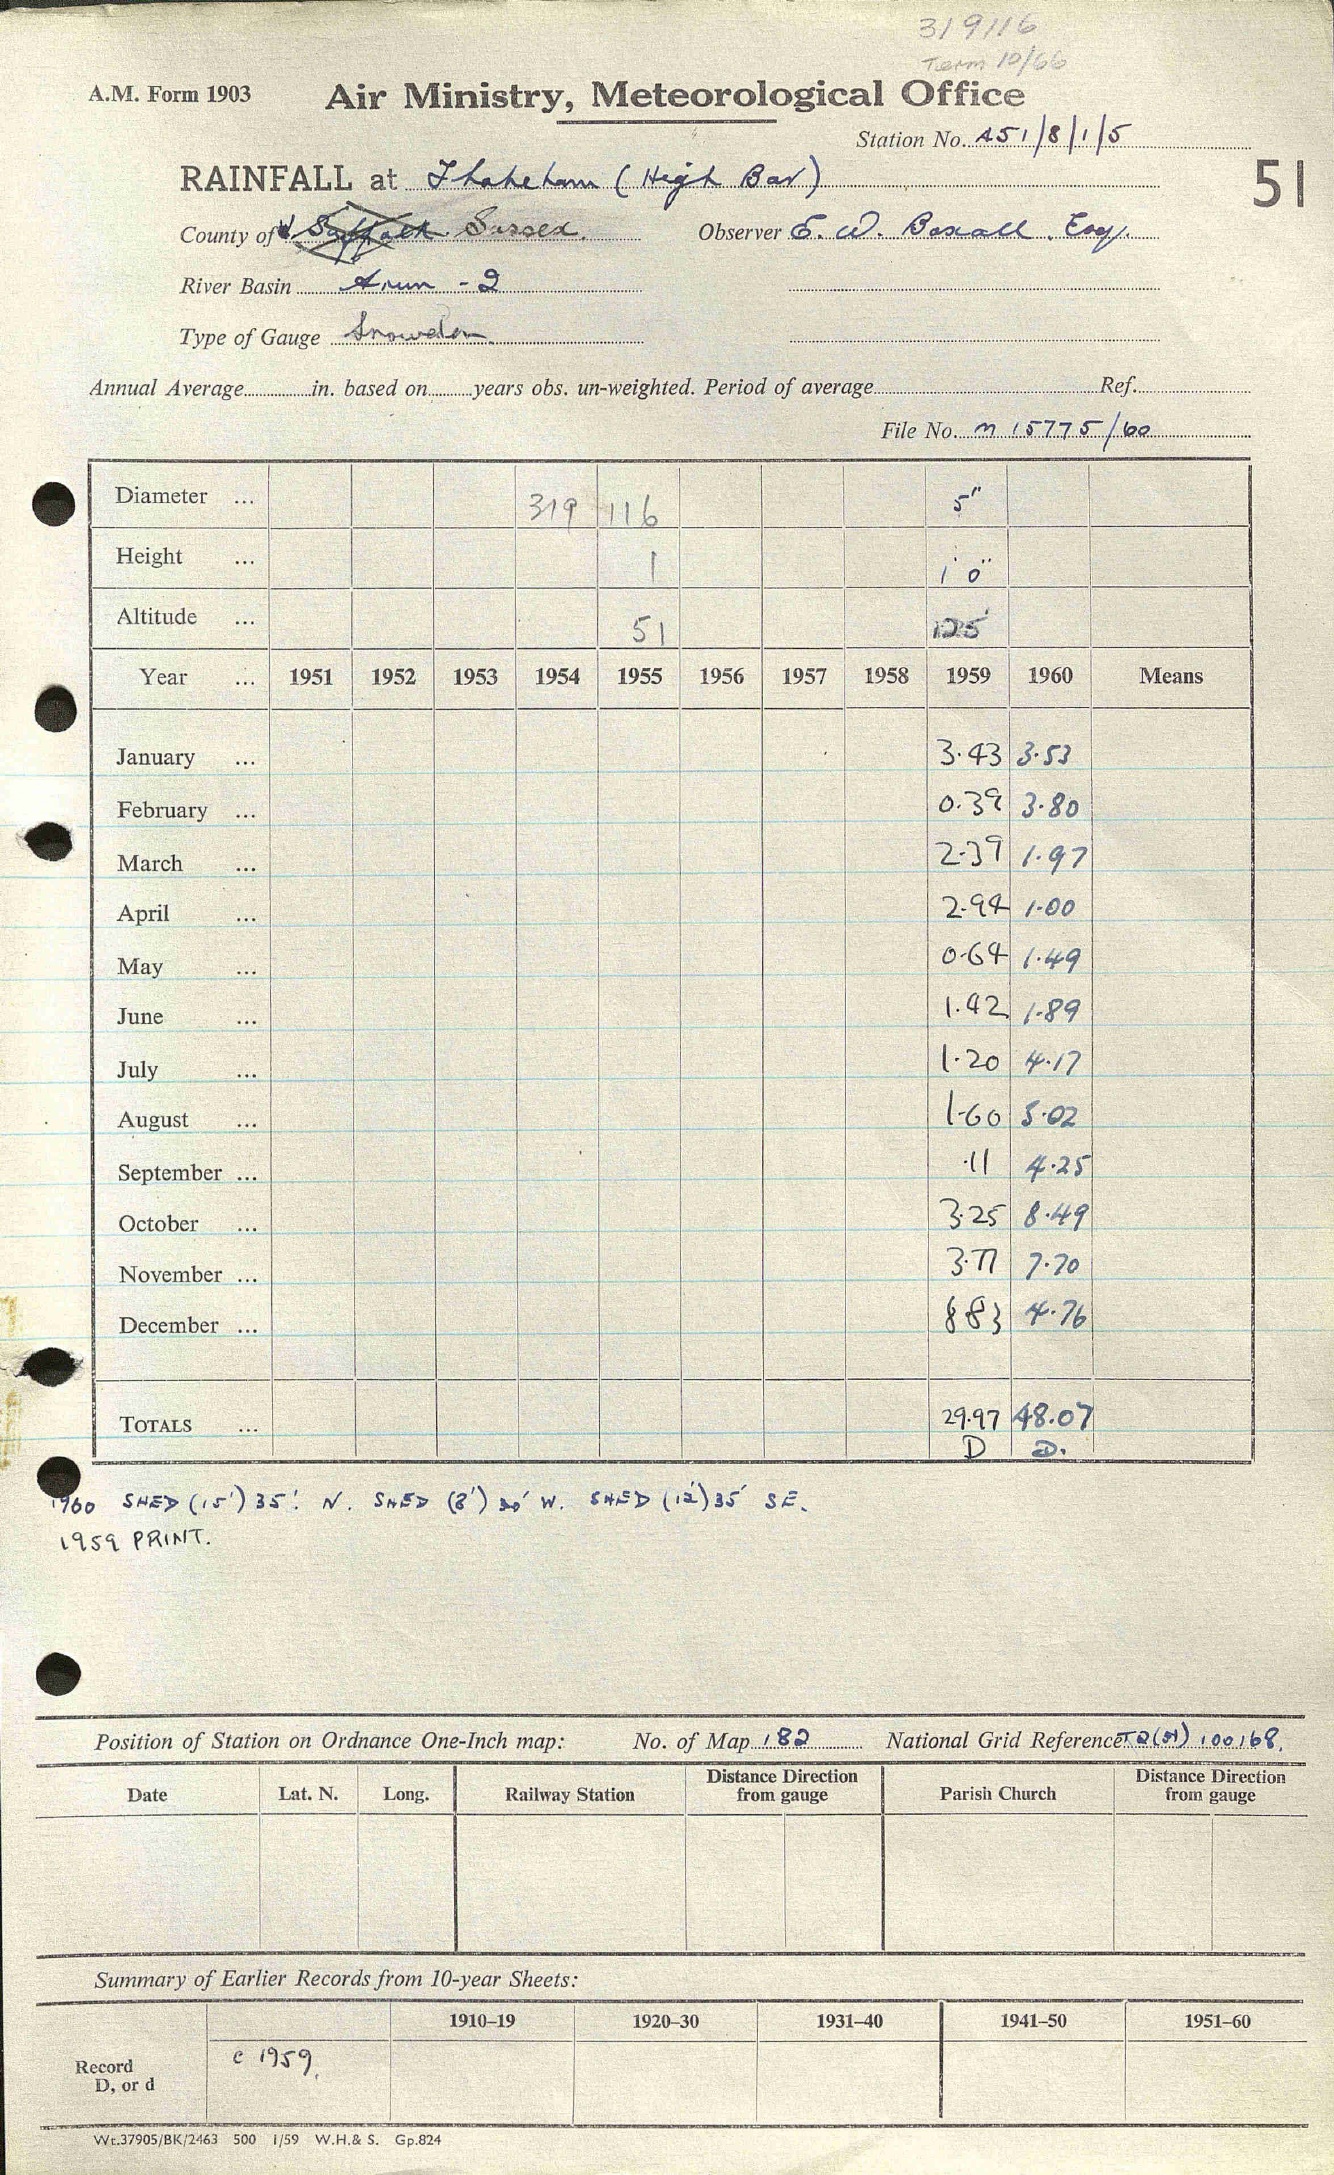 319116
Term 10/66
A.M. Form 1903 Air Ministry, Meteorological Office
Station No. A51/8/1/5
51
RAINFALL at Thakeham (High Bar)
County of W Suffolk Sussex. Observer E. W. Boxall. Esq.
River Basin Arun - 2
Type of Gauge Snowdon
Annual Average in. based on years obs. un-weighted. Period of average Ref.
File No. M 15775/60
Diameter ... 319 116 5"
Height ... 1 1' 0"
Altitude ... 51 125'
Year ... 1951 1952 1953 1954 1955 1956 1957 1958 1959 1960 Means
January ... 3.43 3.53
February ... 0.39 3.80
March ... 2.39 1.97
April ... 2.94 1.00
May ... 0.64 1.49
June ... 1.42 1.89
July ... 1.20 4.17
August ... 1.60 5.02
September ... .11 4.25
October ... 3.25 8.49
November ... 3.77 7.70
December ... 8 83 4.76
TOTALS ... 29.97 48.07
D D.
1960 SHED (15') 35' N. SHED (8') 30' W. SHED (12') 35' SE.
1959 PRINT.
Position of Station on Ordnance One-Inch map: No. of Map 182 National Grid Reference TQ(51) 100168.
Date Lat. N. Long. Railway Station Distance Direction from gauge Parish Church Distance Direction from gauge
Summary of Earlier Records from 10-year Sheets:
1910–19 1920–30 1931–40 1941–50 1951–60
Record D, or d c 1959.
Wt.37905/BK/2463 500 1/59 W.H.& S. Gp.824